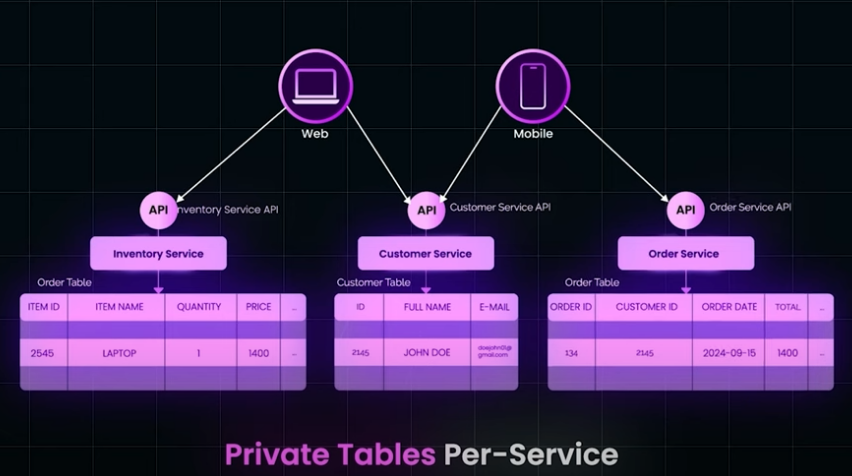 Web
Mobile
API
nventory Service API
API
Customer Service API
API
Order Service API
Inventory Service
Customer Service
Order Service
Order Table
ITEM ID ITEM NAME QUANTITY PRICE ...
2545 LAPTOP 1 1400 ...
Customer Table
ID FULL NAME E-MAIL
2145 JOHN DOE doejohn01@
gmail.com
Order Table
ORDER ID CUSTOMER ID ORDER DATE TOTAL ...
134 2145 2024-09-15 1400 ...
Private Tables Per-Service